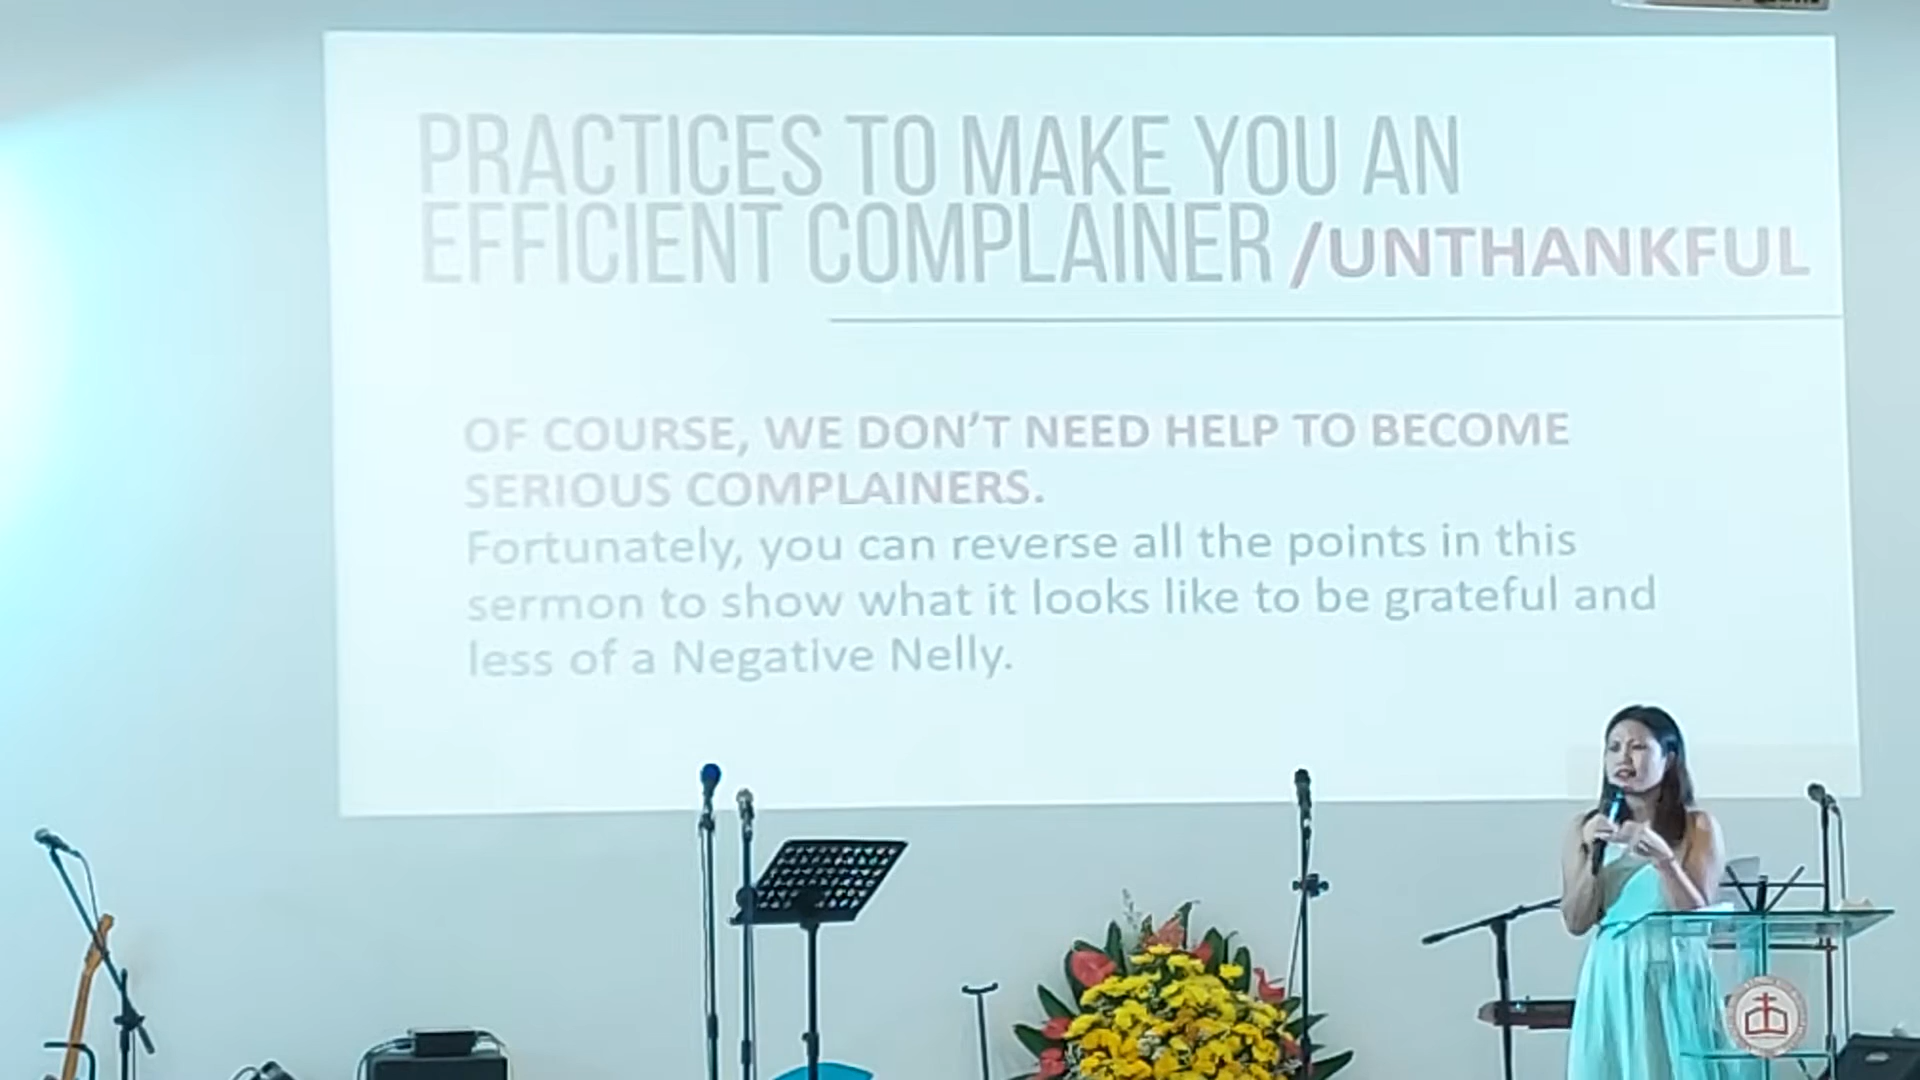 PRACTICES TO MAKE YOU AN
EFFICIENT COMPLAINER /UNTHANKFUL
OF COURSE, WE DON'T NEED HELP TO BECOME
SERIOUS COMPLAINERS.
Fortunately, you can reverse all the points in this
sermon to show what it looks like to be grateful and
less of a Negative Nelly.